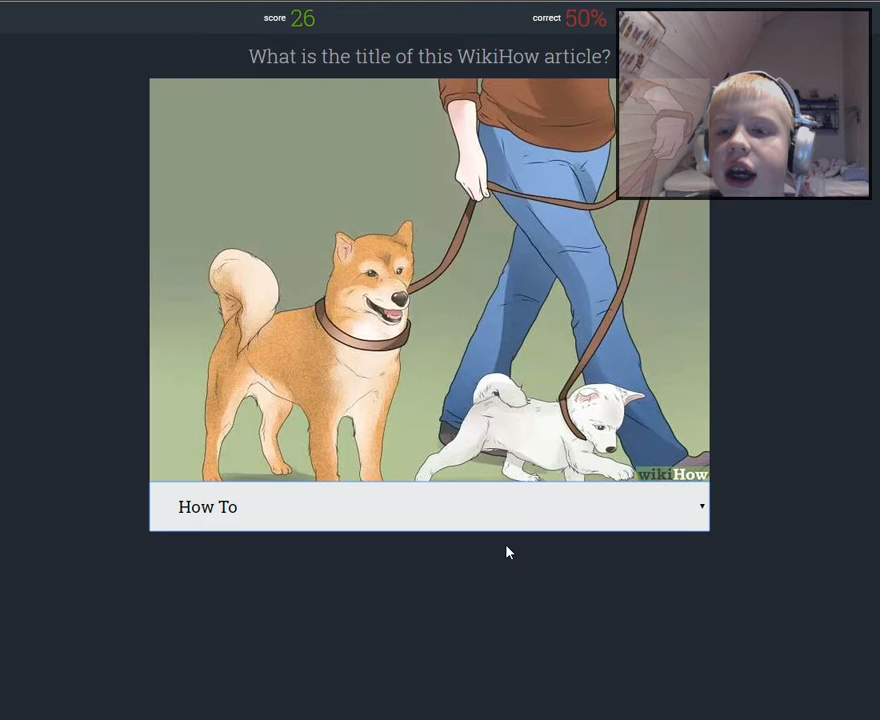 score 26
correct 50%
What is the title of this WikiHow article?
wikiHow
How To